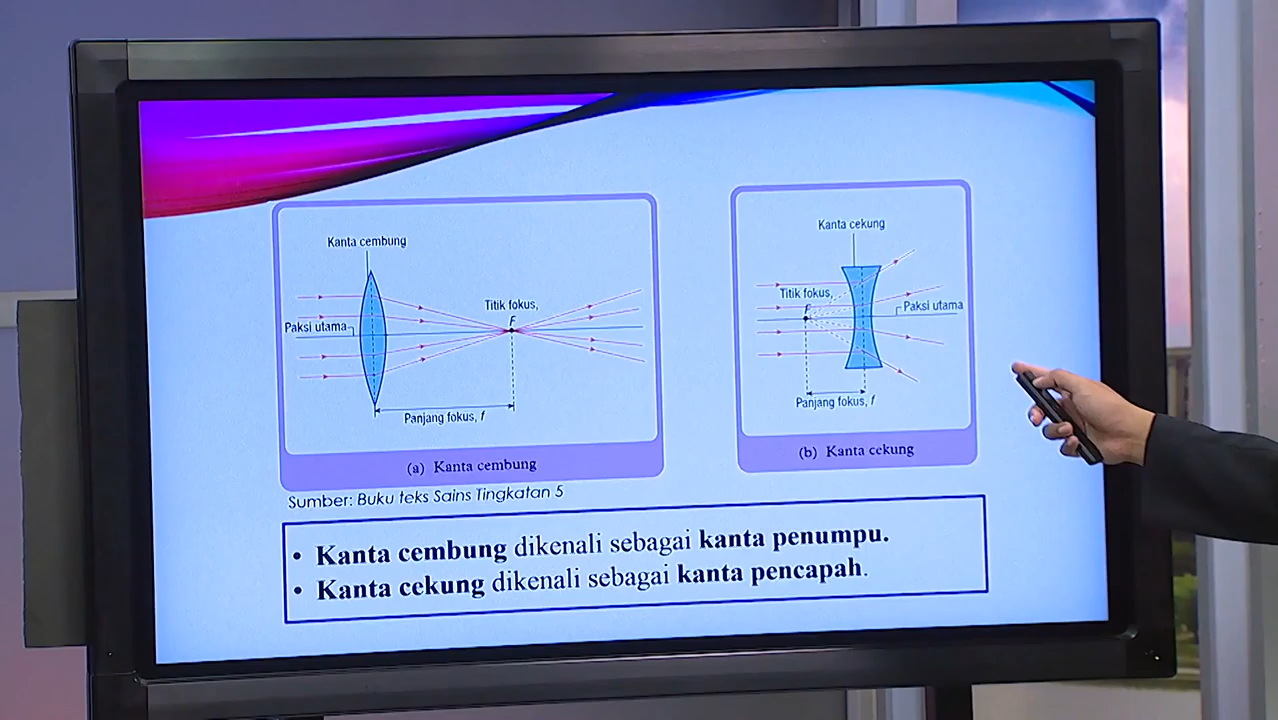 Kanta cembung
Paksi utama
Titik fokus,
F
Panjang fokus, f
(a) Kanta cembung
Kanta cekung
Titik fokus,
F
Paksi utama
Panjang fokus, f
(b) Kanta cekung
Sumber: Buku teks Sains Tingkatan 5
• Kanta cembung dikenali sebagai kanta penumpu.
• Kanta cekung dikenali sebagai kanta pencapah.